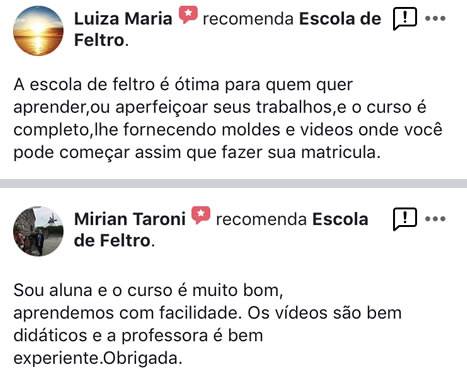 Luiza Maria recomenda Escola de
Feltro.
A escola de feltro é ótima para quem quer
aprender,ou aperfeiçoar seus trabalhos,e o curso é
completo,lhe fornecendo moldes e videos onde você
pode começar assim que fazer sua matricula.
Mirian Taroni recomenda Escola
de Feltro.
Sou aluna e o curso é muito bom,
aprendemos com facilidade. Os vídeos são bem
didáticos e a professora é bem
experiente.Obrigada.